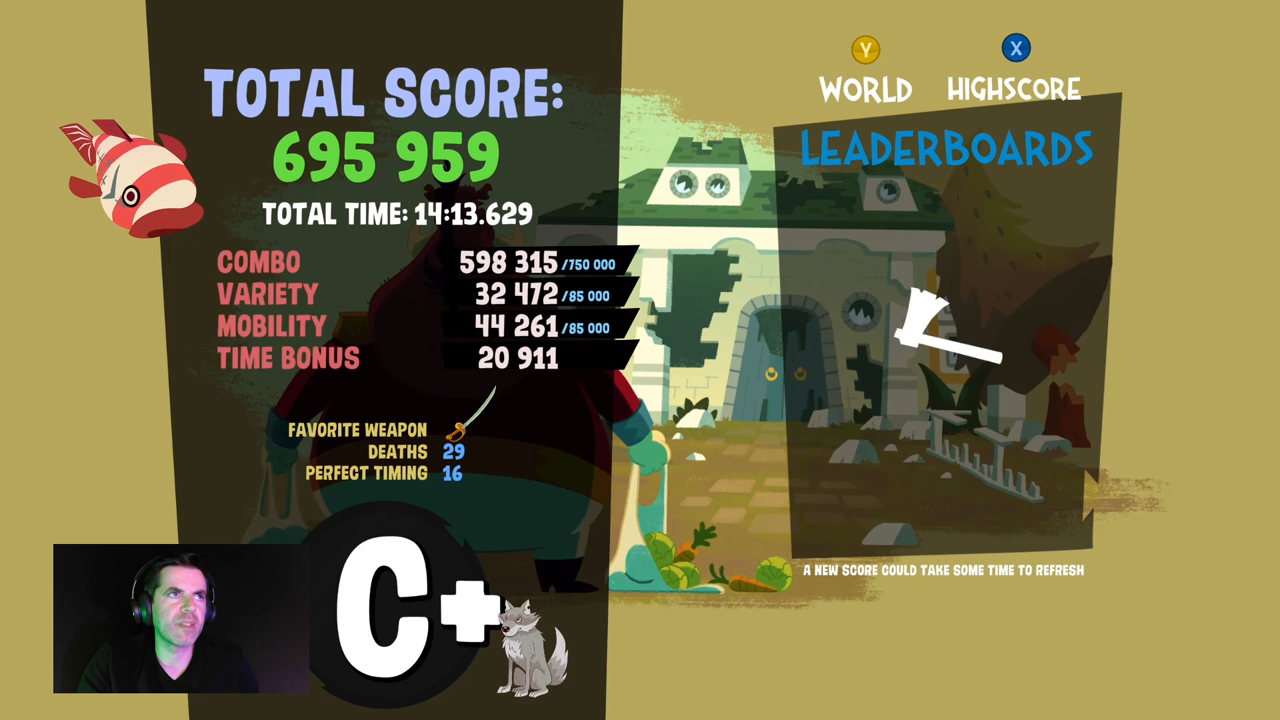 TOTAL SCORE:
695 959
TOTAL TIME: 14:13.629
COMBO 598 315/750 000
VARIETY 32 472/85 000
MOBILITY 44 261/85 000
TIME BONUS 20 911
FAVORITE WEAPON
DEATHS 29
PERFECT TIMING 16
C+
Y X
WORLD HIGHSCORE
LEADERBOARDS
A NEW SCORE COULD TAKE SOME TIME TO REFRESH